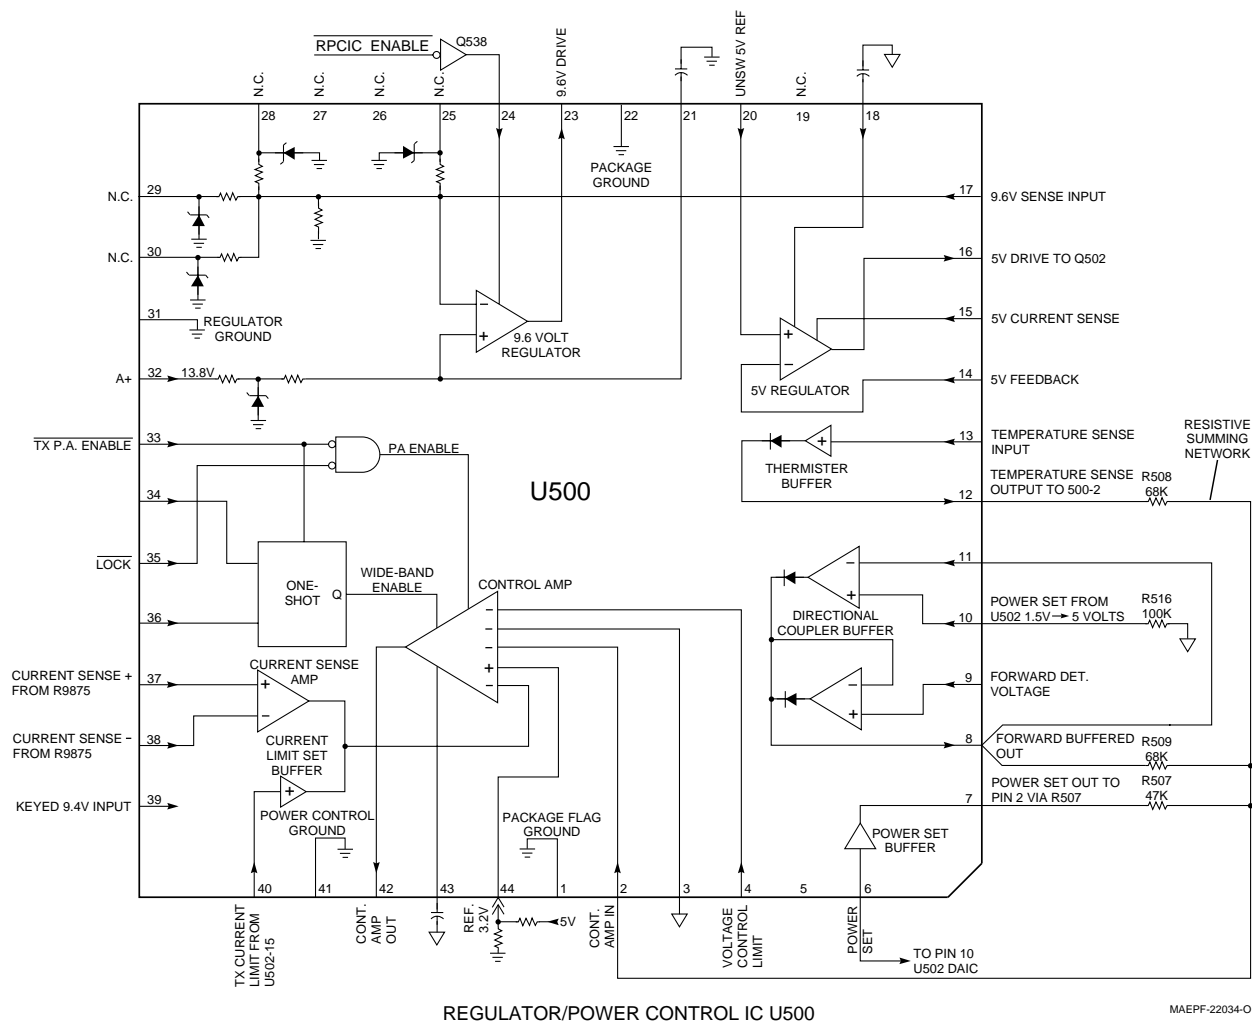 RPCIC ENABLE
Q538
N.C.
N.C.
N.C.
N.C.
9.6V DRIVE
UNSW 5V REF
N.C.
28
27
26
25
24
23
22
21
20
19
18
PACKAGE
GROUND
N.C.
29
17
9.6V SENSE INPUT
N.C.
30
16
5V DRIVE TO Q502
31
REGULATOR
GROUND
9.6 VOLT
REGULATOR
15
5V CURRENT SENSE
A+
32
13.8V
5V REGULATOR
14
5V FEEDBACK
TX P.A. ENABLE
33
PA ENABLE
13
TEMPERATURE SENSE
INPUT
RESISTIVE
SUMMING
NETWORK
THERMISTER
BUFFER
34
U500
12
TEMPERATURE SENSE
OUTPUT TO 500-2
R508
68K
LOCK
35
11
ONE-
SHOT
Q
WIDE-BAND
ENABLE
CONTROL AMP
36
DIRECTIONAL
COUPLER BUFFER
10
POWER SET FROM
U502 1.5V → 5 VOLTS
R516
100K
CURRENT SENSE +
FROM R9875
37
CURRENT SENSE
AMP
9
FORWARD DET.
VOLTAGE
CURRENT SENSE -
FROM R9875
38
CURRENT
LIMIT SET
BUFFER
8
FORWARD BUFFERED
OUT
R509
68K
KEYED 9.4V INPUT
39
POWER CONTROL
GROUND
PACKAGE FLAG
GROUND
7
POWER SET OUT TO
PIN 2 VIA R507
R507
47K
POWER SET
BUFFER
40
41
42
43
44
1
2
3
4
5
6
TX CURRENT
LIMIT FROM
U502-15
CONT.
AMP
OUT
REF.
3.2V
5V
CONT.
AMP IN
VOLTAGE
CONTROL
LIMIT
POWER
SET
TO PIN 10
U502 DAIC
REGULATOR/POWER CONTROL IC U500
MAEPF-22034-O